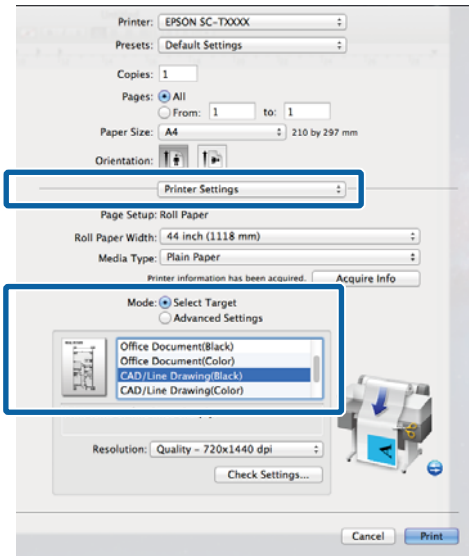 Printer: EPSON SC-TXXXX
Presets: Default Settings
Copies: 1
Pages: All
From: 1 to: 1
Paper Size: A4 210 by 297 mm
Orientation:
Printer Settings
Page Setup: Roll Paper
Roll Paper Width: 44 inch (1118 mm)
Media Type: Plain Paper
Printer information has been acquired. Acquire Info
Mode: Select Target
Advanced Settings
Office Document(Black)
Office Document(Color)
CAD/Line Drawing(Black)
CAD/Line Drawing(Color)
Resolution: Quality – 720x1440 dpi
Check Settings...
Cancel Print